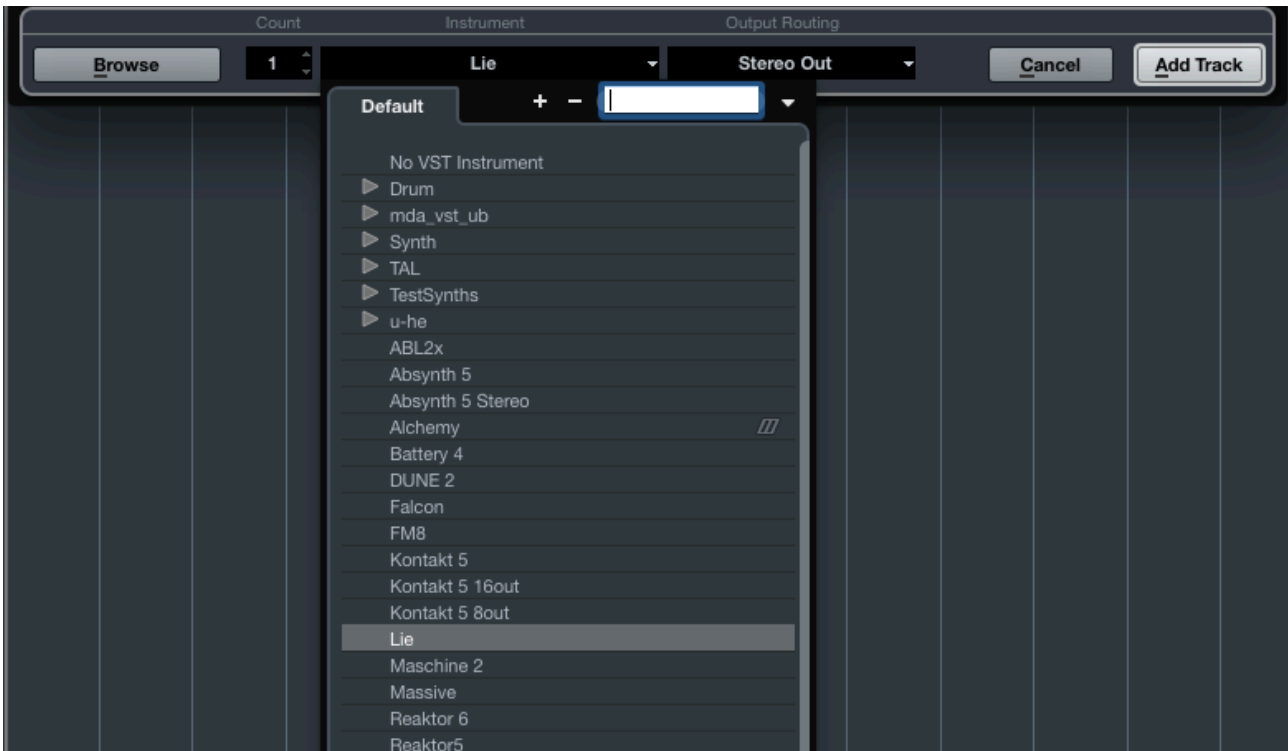 Count Instrument Output Routing
Browse 1 Lie Stereo Out Cancel Add Track
Default + −
No VST Instrument
Drum
mda_vst_ub
Synth
TAL
TestSynths
u-he
ABL2x
Absynth 5
Absynth 5 Stereo
Alchemy
Battery 4
DUNE 2
Falcon
FM8
Kontakt 5
Kontakt 5 16out
Kontakt 5 8out
Lie
Maschine 2
Massive
Reaktor 6
Reaktor5